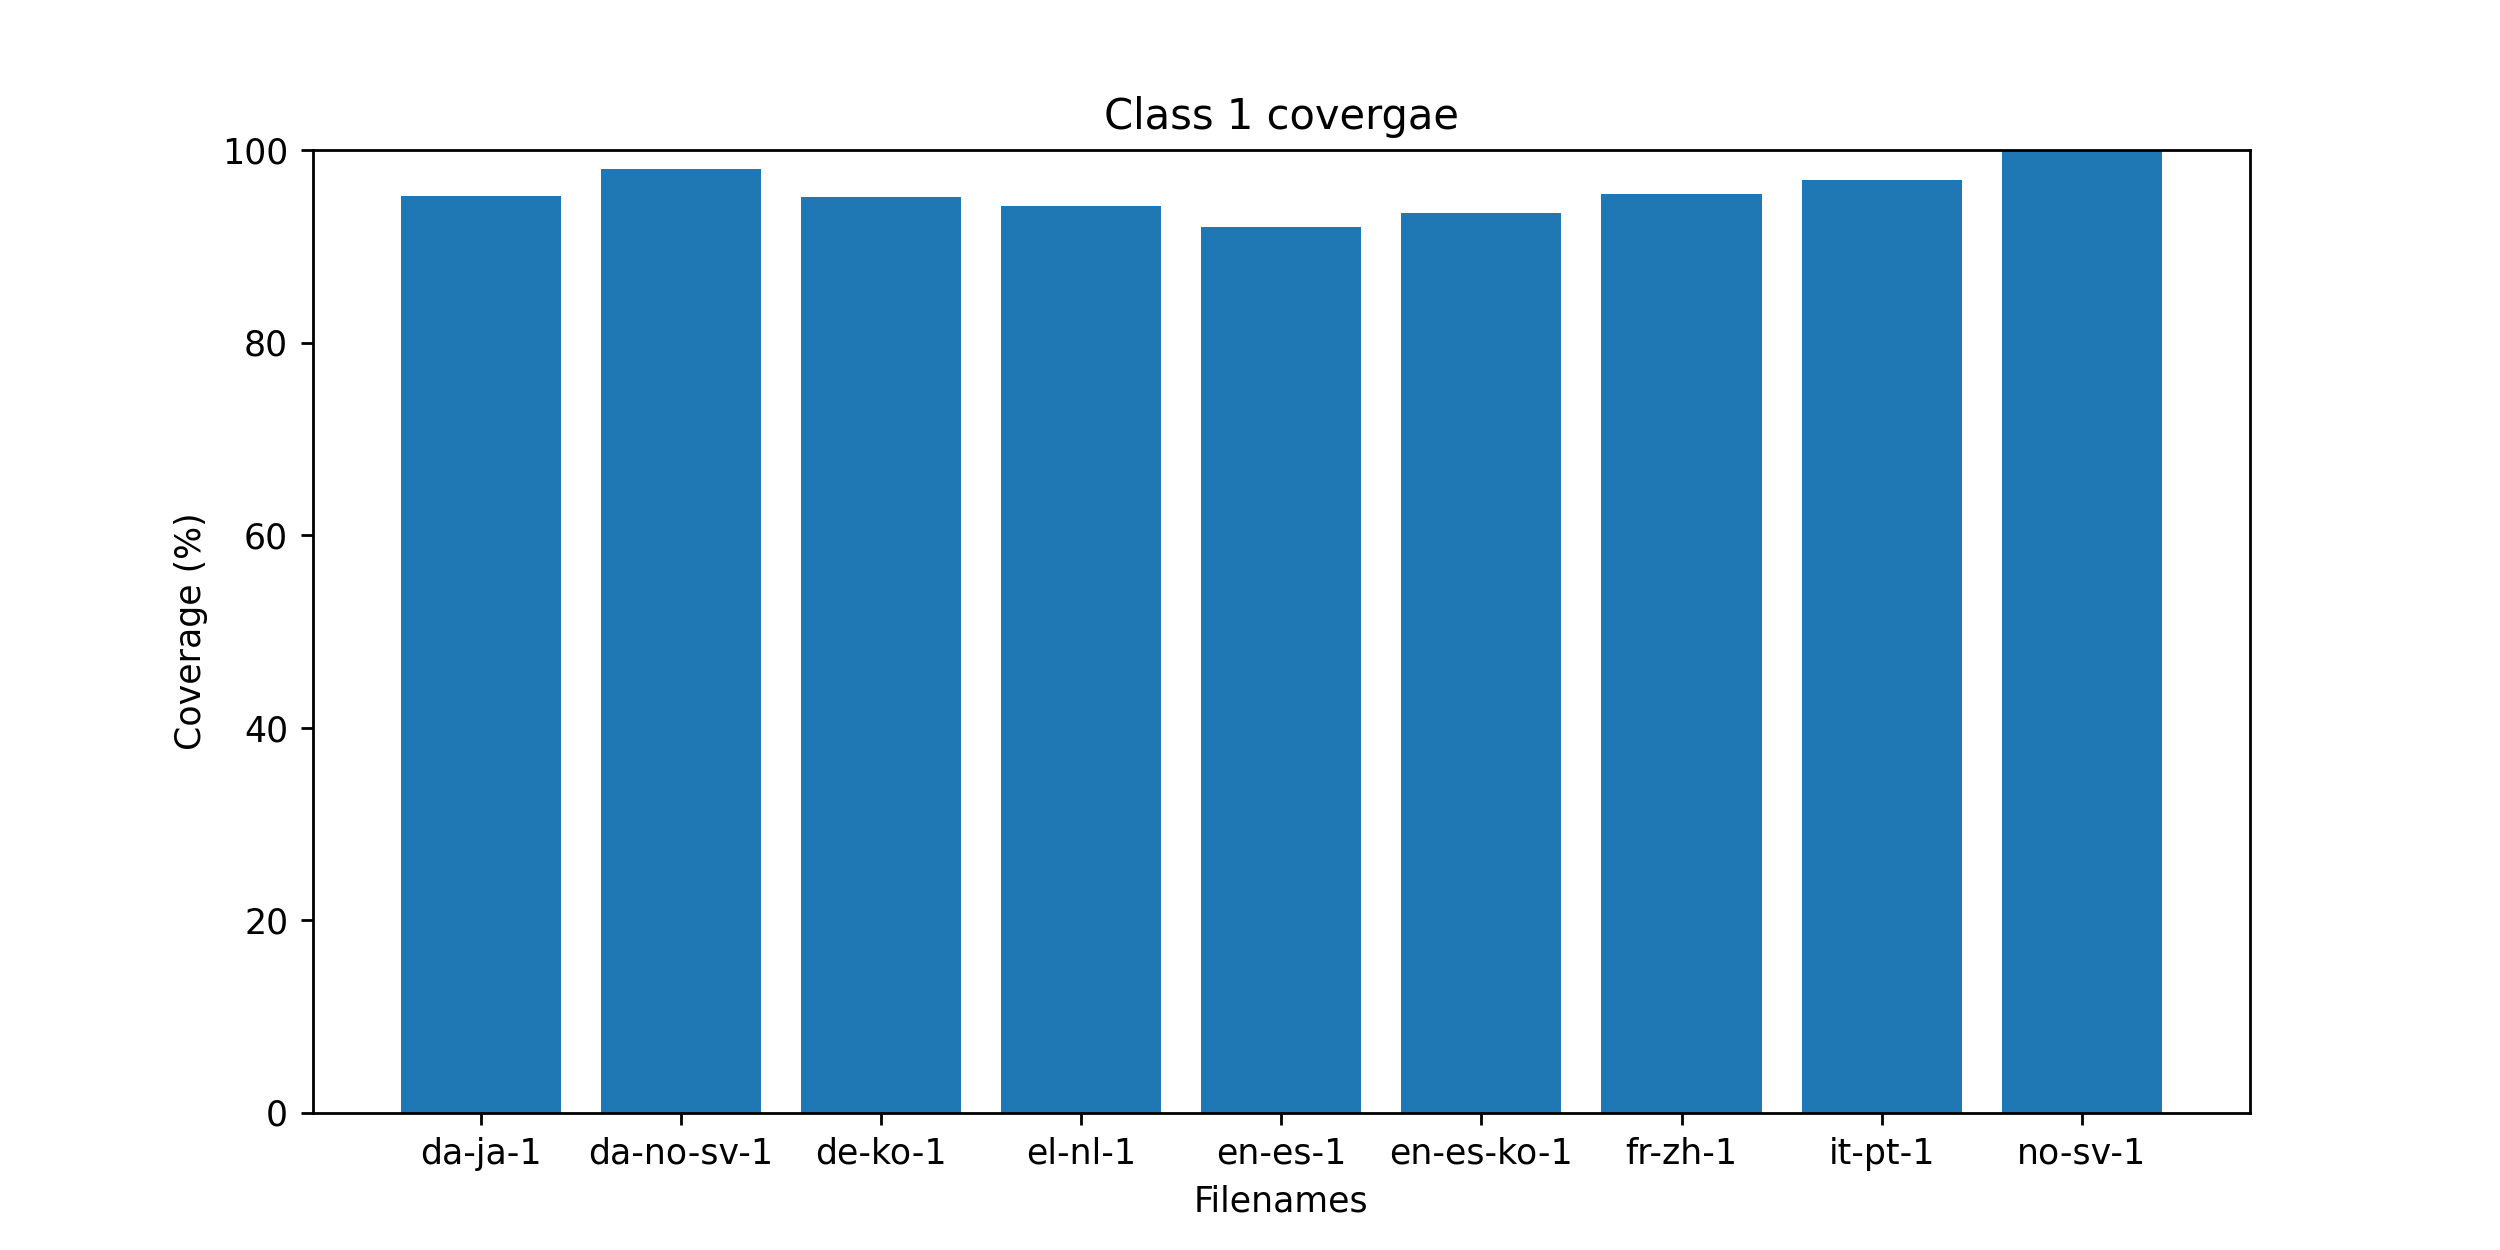 Class 1 covergae
100
80
60
40
20
0
Coverage (%)
da-ja-1 da-no-sv-1 de-ko-1 el-nl-1 en-es-1 en-es-ko-1 fr-zh-1 it-pt-1 no-sv-1
Filenames